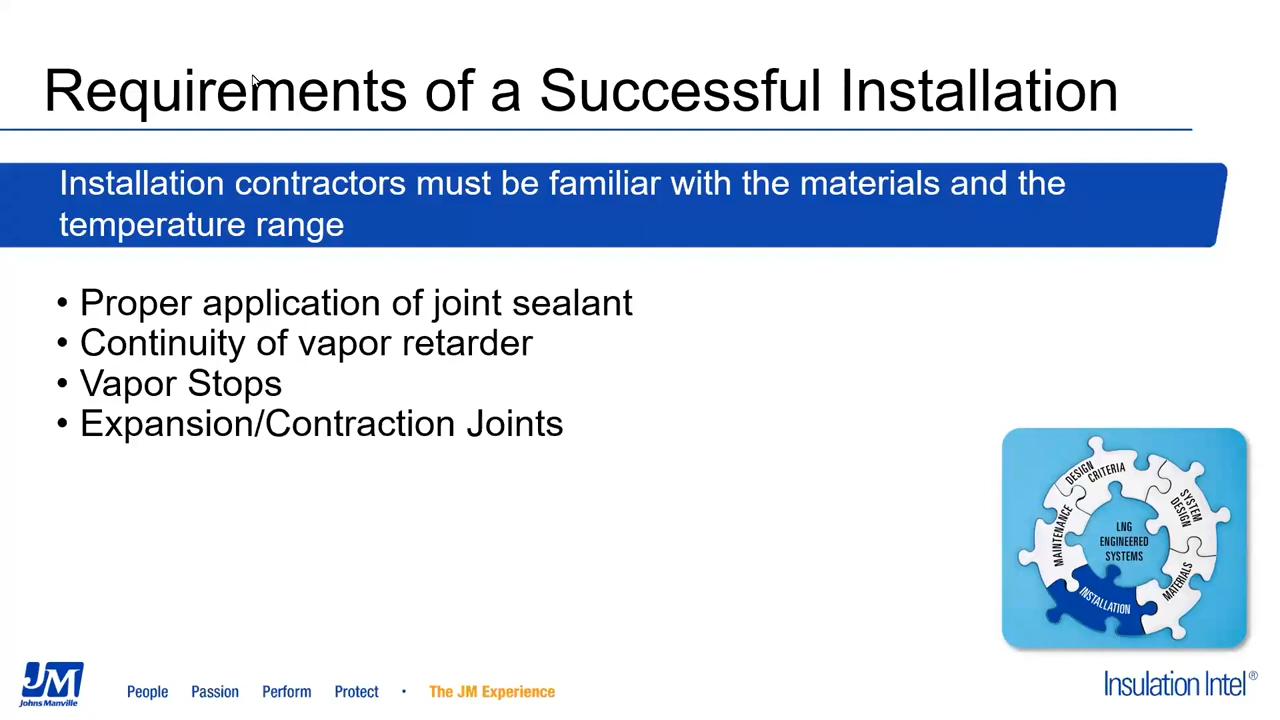 Requirements of a Successful Installation
Installation contractors must be familiar with the materials and the
temperature range
• Proper application of joint sealant
• Continuity of vapor retarder
• Vapor Stops
• Expansion/Contraction Joints
DESIGN
CRITERIA
SYSTEM
DESIGN
MATERIALS
INSTALLATION
MAINTENANCE
LNG
ENGINEERED
SYSTEMS
JM
Johns Manville
People Passion Perform Protect • The JM Experience
Insulation Intel®